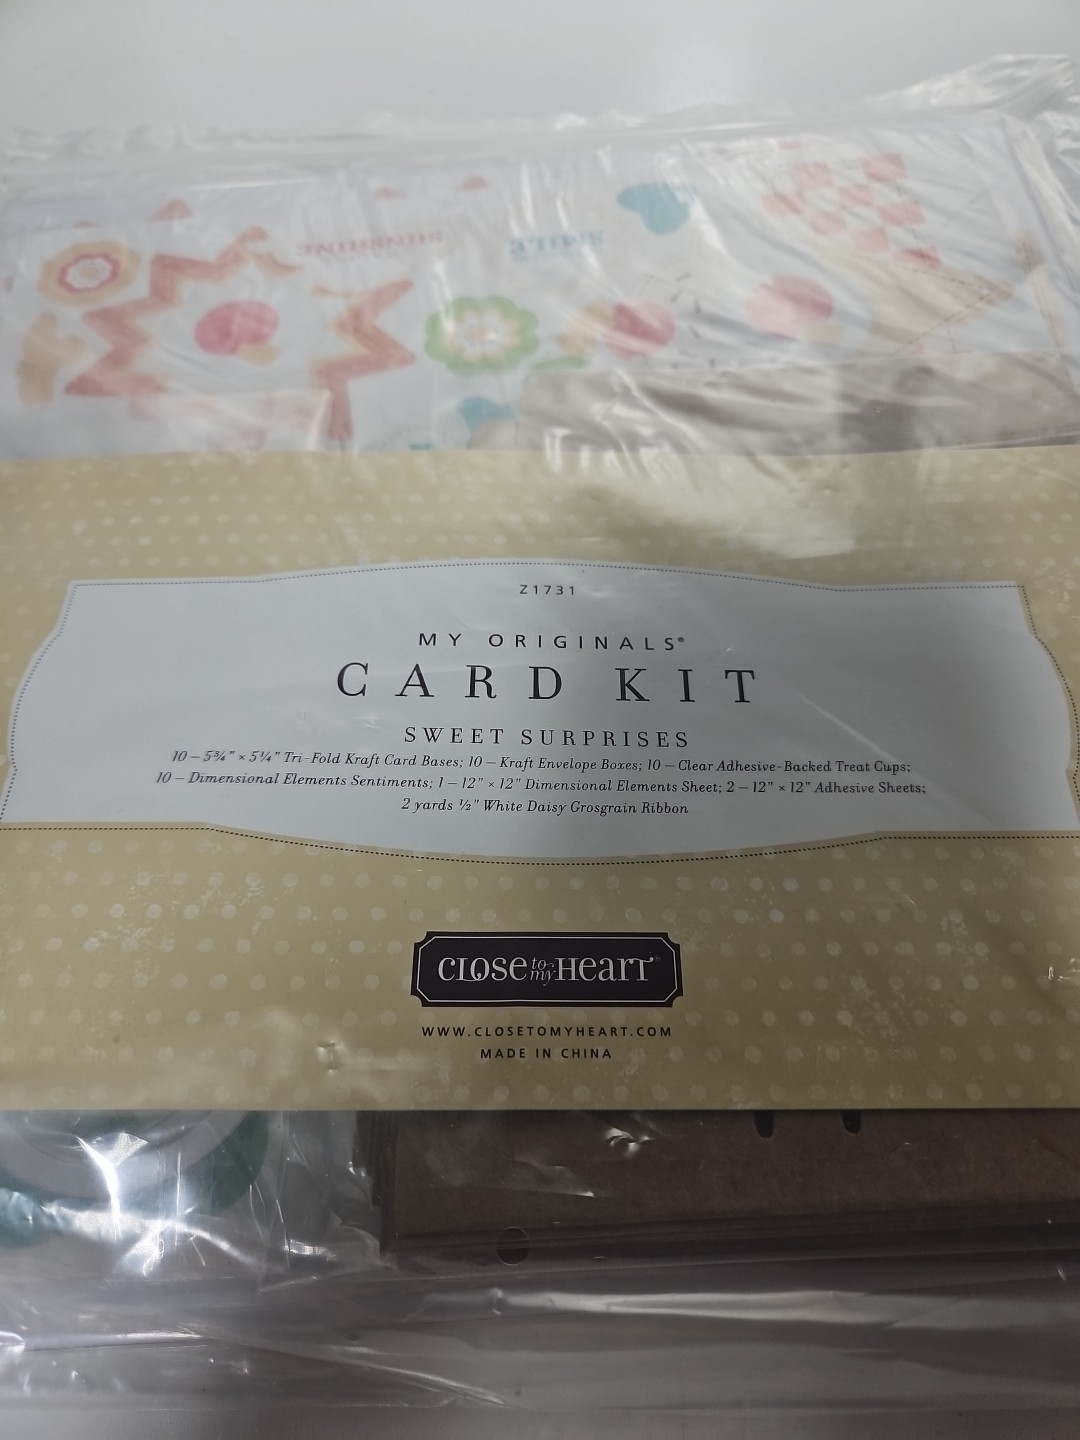 SUNSHINE
SMILE
Z1731
MY ORIGINALS®
CARD KIT
SWEET SURPRISES
10 – 5¾" × 5¼" Tri-Fold Kraft Card Bases; 10 – Kraft Envelope Boxes; 10 – Clear Adhesive-Backed Treat Cups;
10 – Dimensional Elements Sentiments; 1 – 12" × 12" Dimensional Elements Sheet; 2 – 12" × 12" Adhesive Sheets;
2 yards ½" White Daisy Grosgrain Ribbon
CLOSE to my HEART®
WWW.CLOSETOMYHEART.COM
MADE IN CHINA